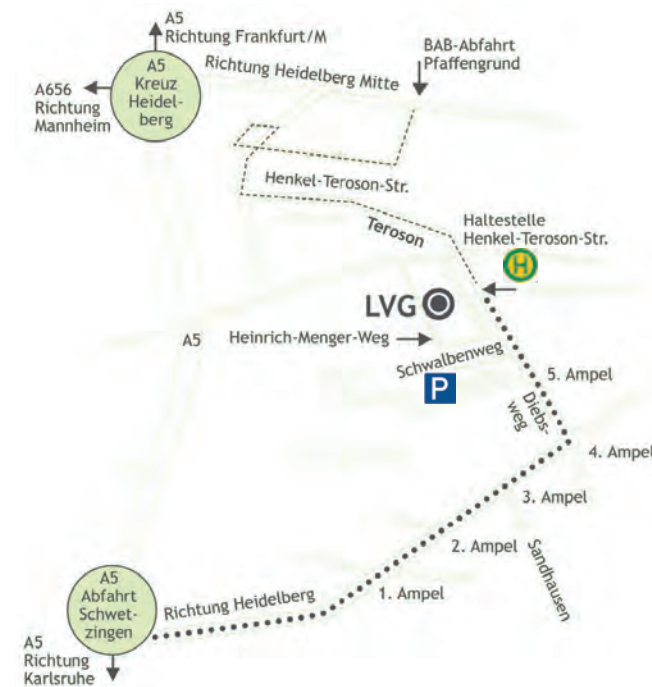 A5
Richtung Frankfurt/M
A5
Kreuz
Heidel-
berg
A656
Richtung
Mannheim
Richtung Heidelberg Mitte
BAB-Abfahrt
Pfaffengrund
Henkel-Teroson-Str.
Teroson
Haltestelle
Henkel-Teroson-Str.
H
LVG
A5
Heinrich-Menger-Weg
Schwalbenweg
P
5. Ampel
Diebs-
weg
4. Ampel
3. Ampel
2. Ampel
Sandhausen
1. Ampel
Richtung Heidelberg
A5
Abfahrt
Schwet-
zingen
A5
Richtung
Karlsruhe